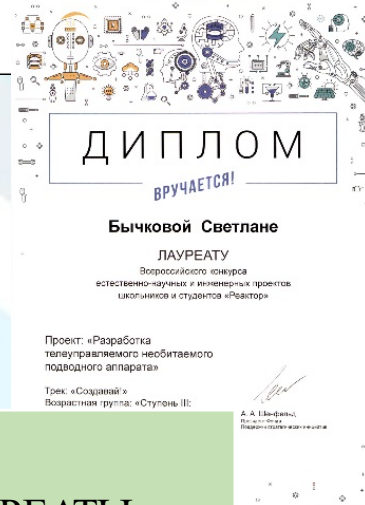 ДИПЛОМ
ВРУЧАЕТСЯ!
Бычковой Светлане
ЛАУРЕАТУ
Всероссийского конкурса
естественно-научных и инженерных проектов
школьников и студентов «Реактор»
Проект: «Разработка
телеуправляемого необитаемого
подводного аппарата»
Трек: «Создавай!»
Возрастная группа: «Ступень III:
А. А.
РЕАТЫ